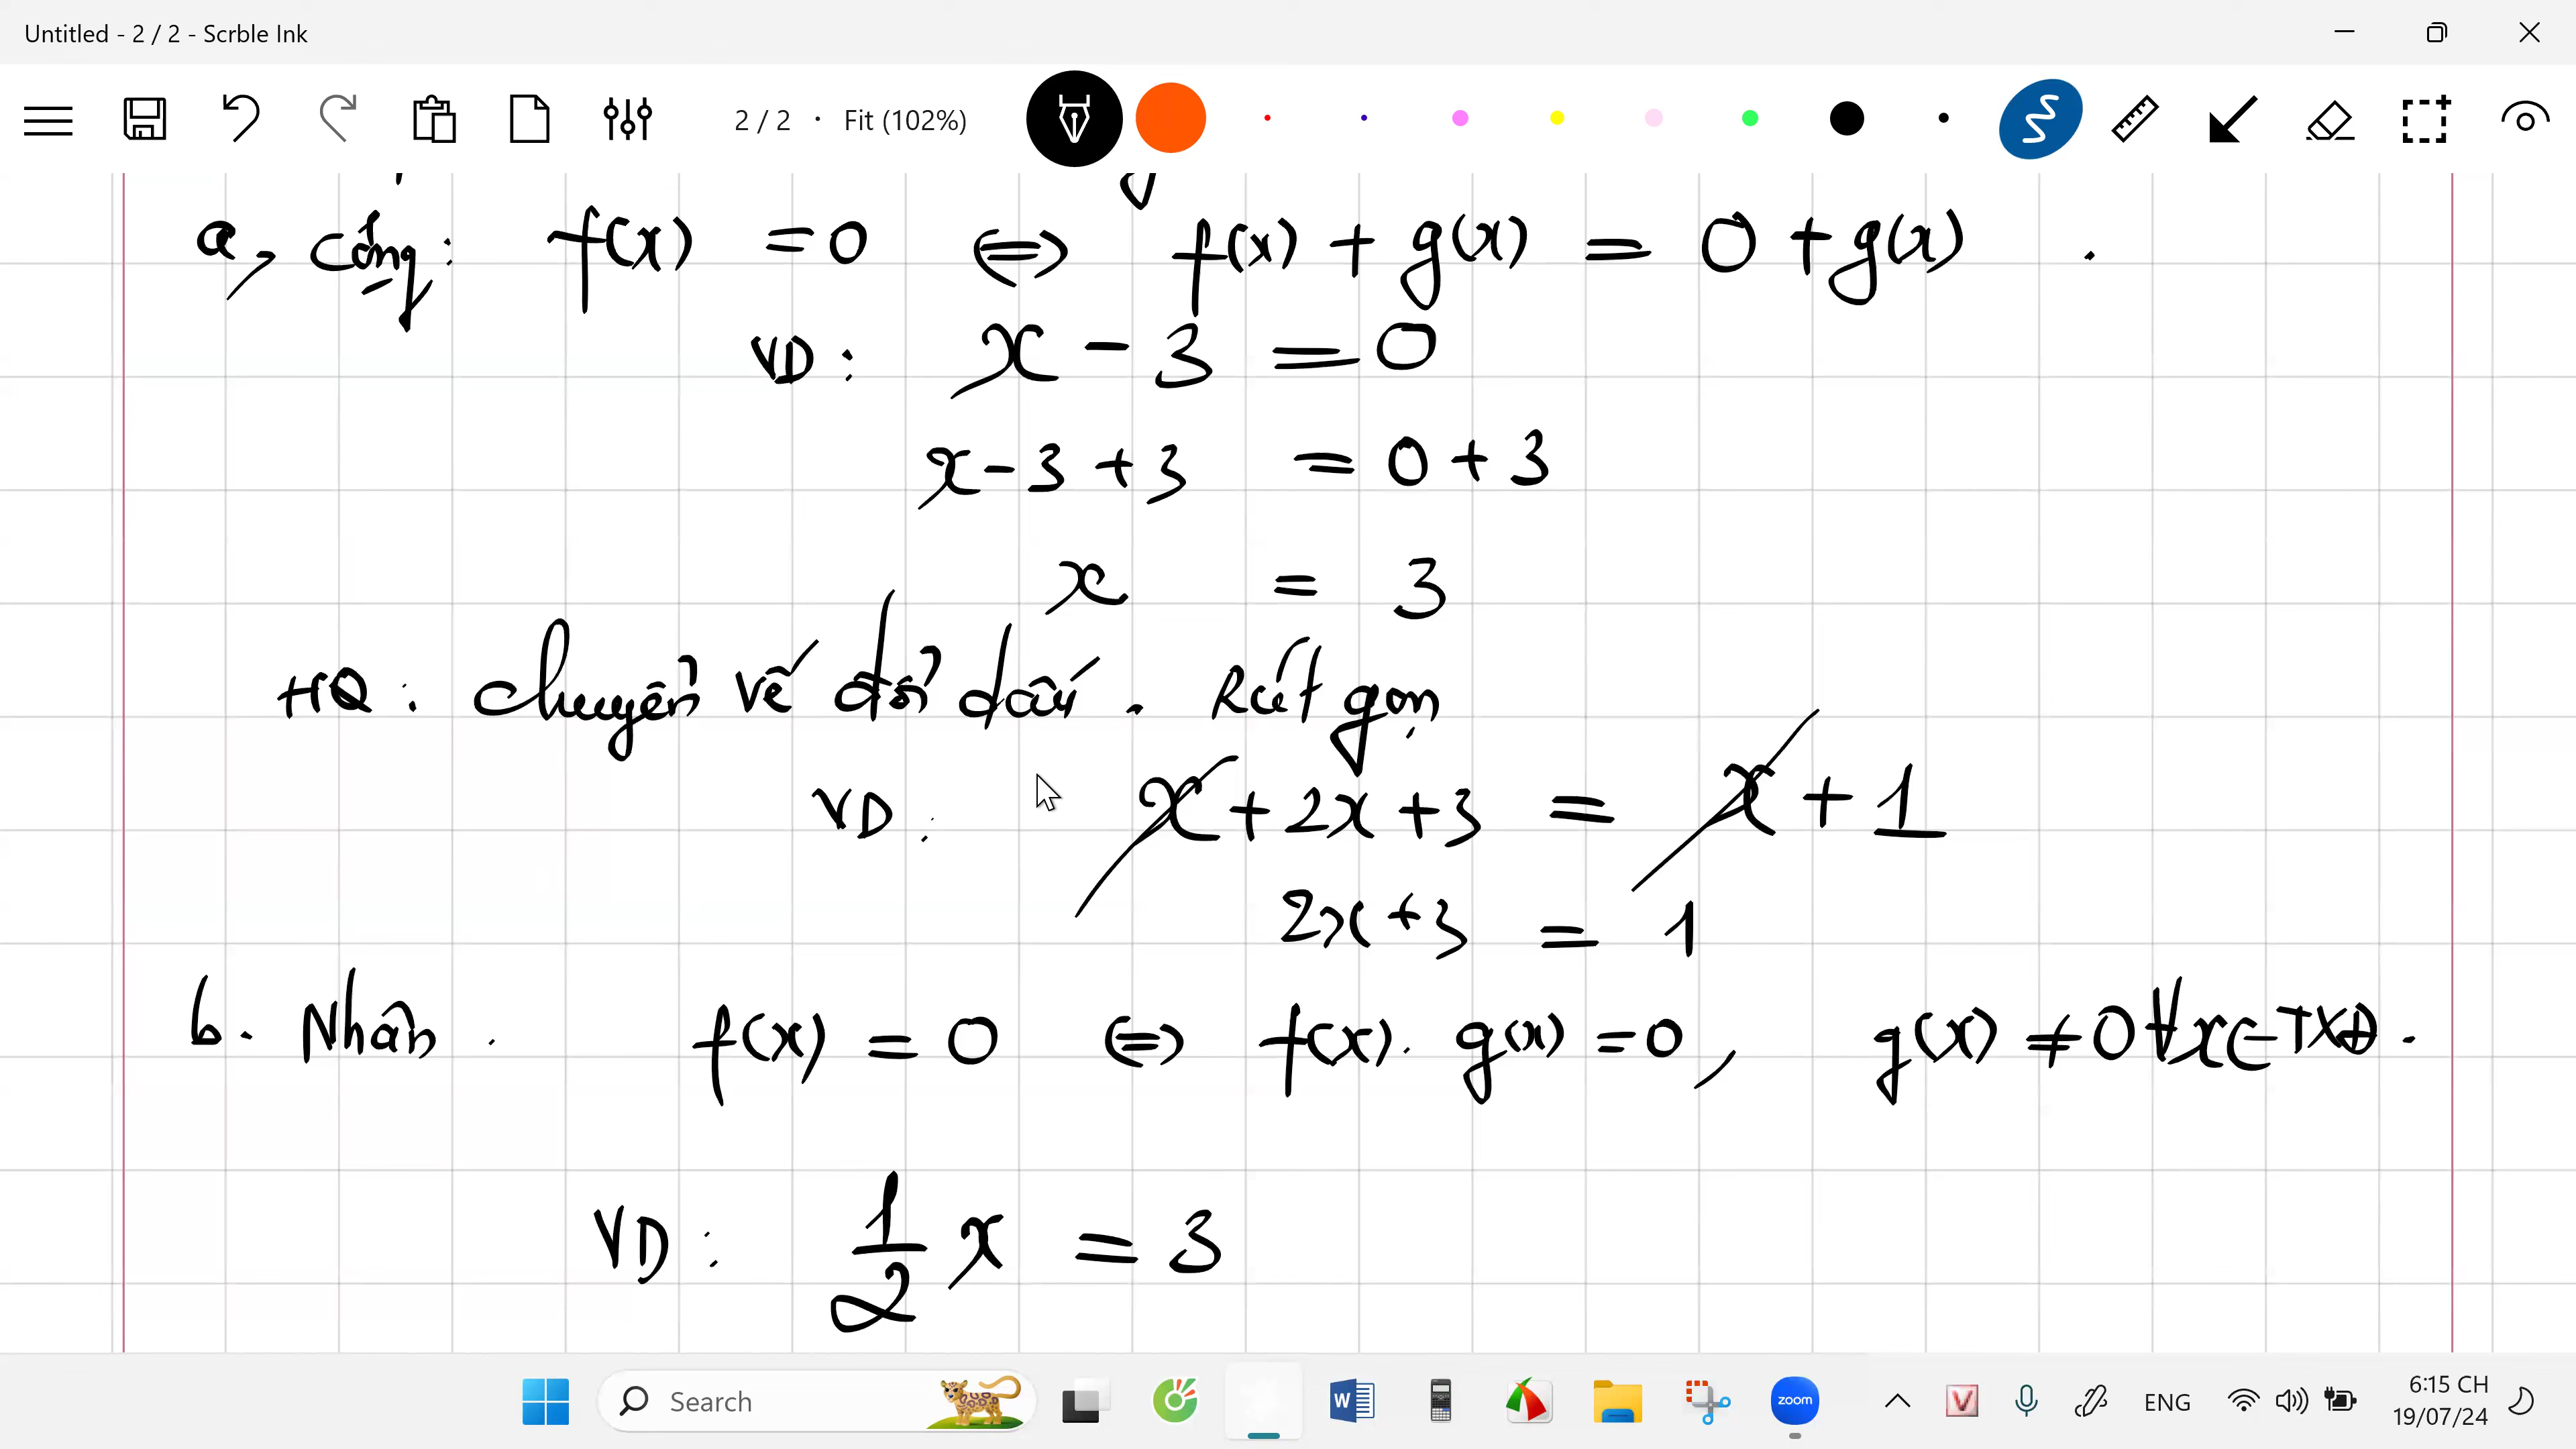 Untitled - 2 / 2 - Scrble Ink
2 / 2 · Fit (102%)
a, Cộng: f(x) = 0 ⇔ f(x) + g(x) = 0 + g(x) .
VD: x - 3 = 0
x - 3 + 3 = 0 + 3
x = 3
HQ: chuyển vế đổi dấu. Rút gọn
VD: x + 2x + 3 = x + 1
2x + 3 = 1
b. Nhân. f(x) = 0 ⇔ f(x). g(x) = 0, g(x) ≠ 0 ∀x ∈ TXĐ.
VD: 1/2 x = 3
Search
zoom
ENG
6:15 CH
19/07/24